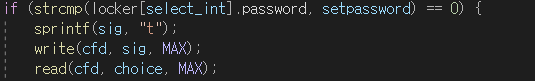 if (strcmp(locker[select_int].password, setpassword) == 0) {
sprintf(sig, "t");
write(cfd, sig, MAX);
read(cfd, choice, MAX);